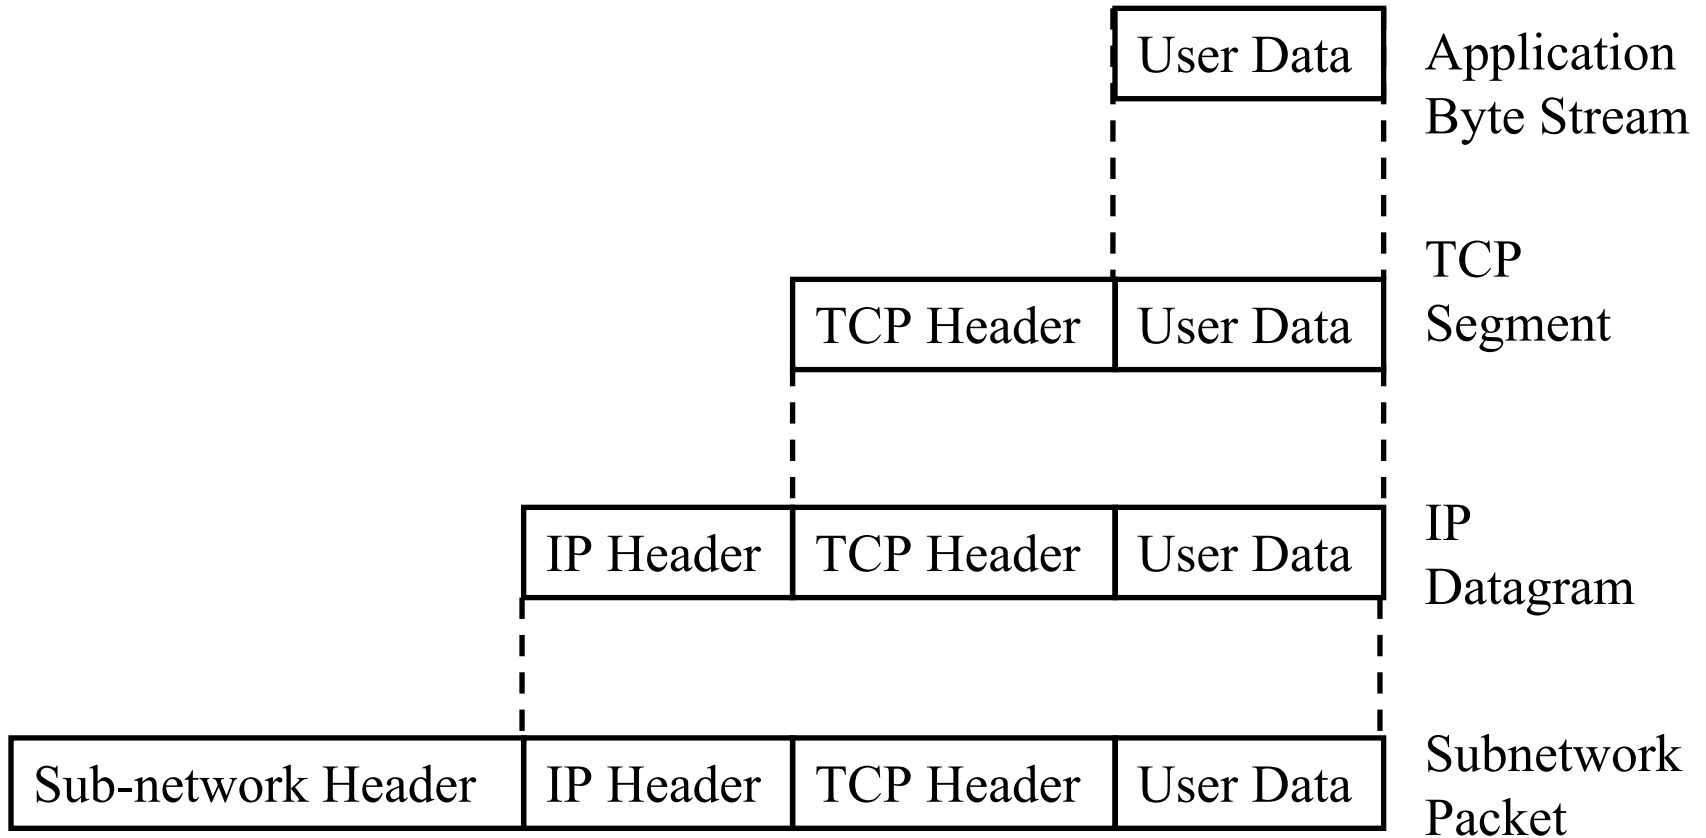 User Data
Application
Byte Stream
TCP Header User Data
TCP
Segment
IP Header TCP Header User Data
IP
Datagram
Sub-network Header IP Header TCP Header User Data
Subnetwork
Packet